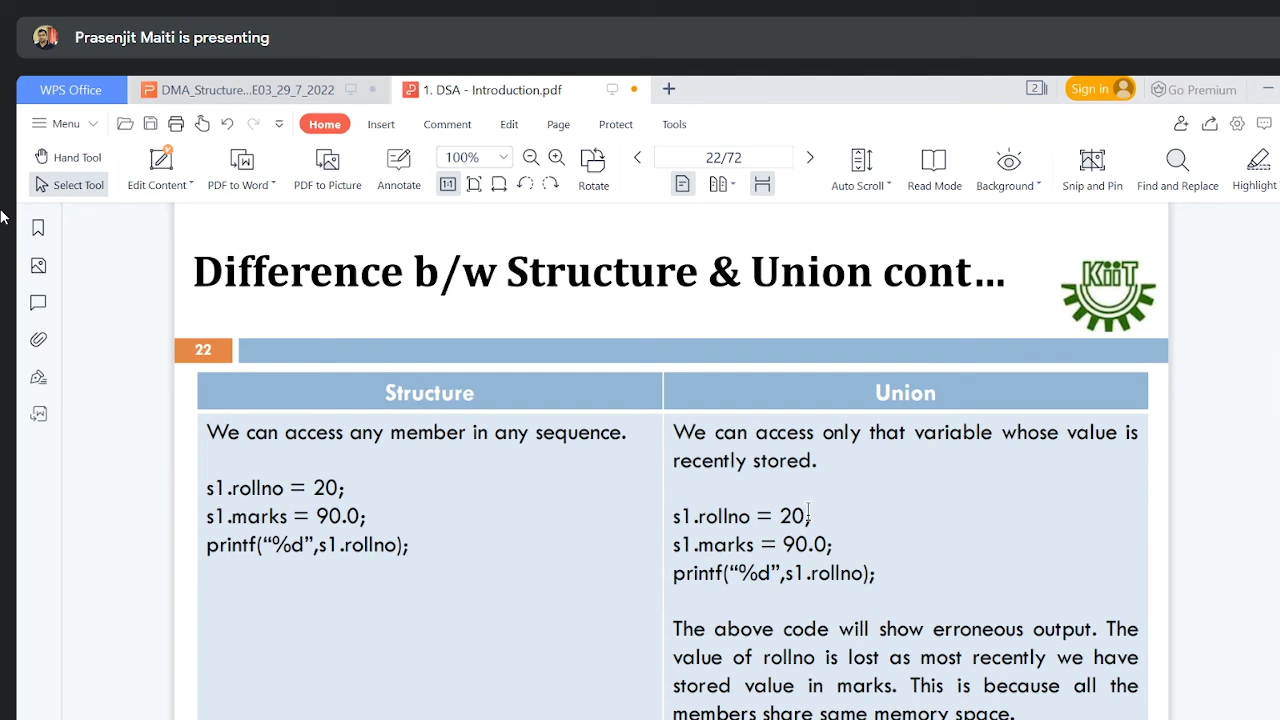 Prasenjit Maiti is presenting
WPS Office
DMA_Structure...E03_29_7_2022
1. DSA - Introduction.pdf
2
Sign in
Go Premium
Menu
Home
Insert
Comment
Edit
Page
Protect
Tools
Hand Tool
Select Tool
Edit Content
PDF to Word
PDF to Picture
Annotate
100%
1:1
Rotate
22/72
Auto Scroll
Read Mode
Background
Snip and Pin
Find and Replace
Highlight
Difference b/w Structure & Union cont...
KiiT
22
Structure
We can access any member in any sequence.
s1.rollno = 20;
s1.marks = 90.0;
printf(“%d”,s1.rollno);
Union
We can access only that variable whose value is
recently stored.
s1.rollno = 20;
s1.marks = 90.0;
printf(“%d”,s1.rollno);
The above code will show erroneous output. The
value of rollno is lost as most recently we have
stored value in marks. This is because all the
members share same memory space.